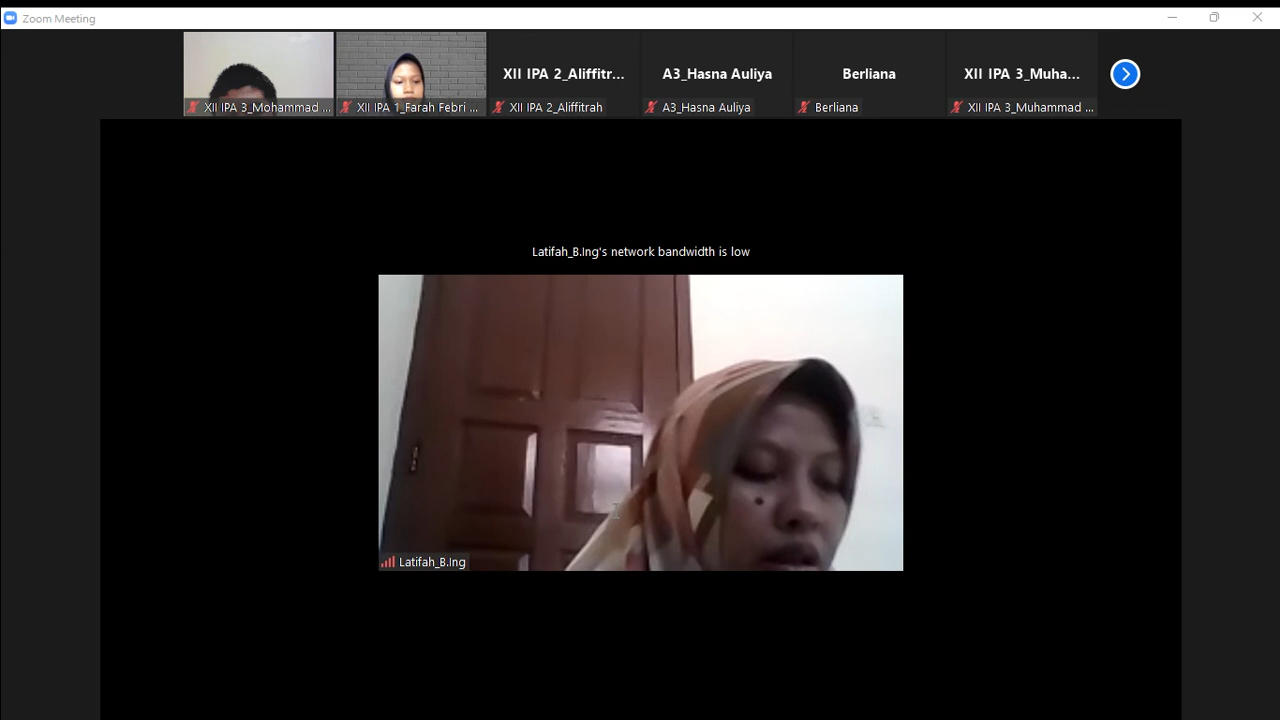 Zoom Meeting
XII IPA 2_Aliffitr...
A3_Hasna Auliya
Berliana
XII IPA 3_Muha...
XII IPA 3_Mohammad ...
XII IPA 1_Farah Febri ...
XII IPA 2_Aliffitrah
A3_Hasna Auliya
Berliana
XII IPA 3_Muhammad ...
Latifah_B.Ing's network bandwidth is low
Latifah_B.Ing